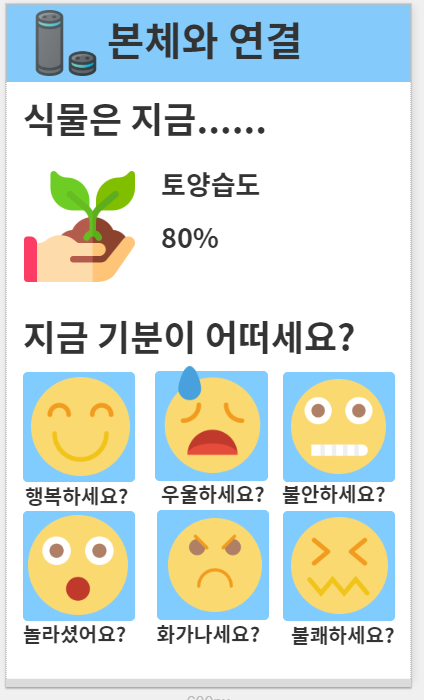 본체와 연결
식물은 지금......
토양습도
80%
지금 기분이 어떠세요?
행복하세요? 우울하세요? 불안하세요?
놀라셨어요? 화가나세요? 불쾌하세요?